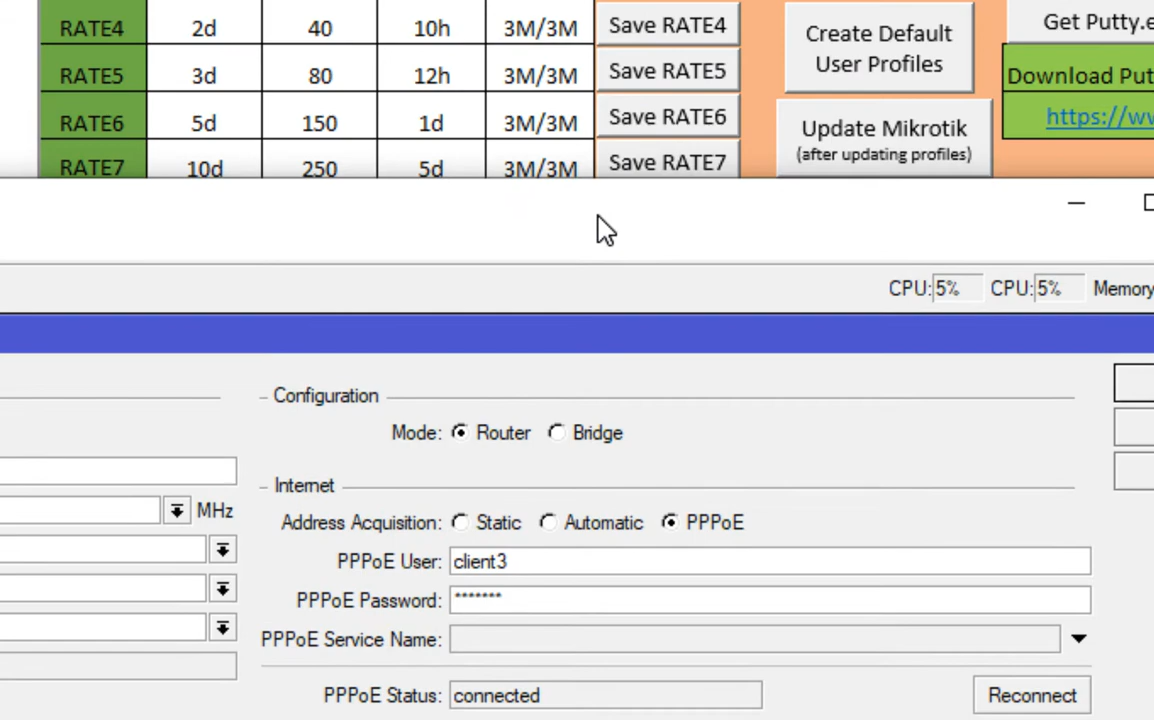 RATE4 2d 40 10h 3M/3M Save RATE4
RATE5 3d 80 12h 3M/3M Save RATE5
RATE6 5d 150 1d 3M/3M Save RATE6
RATE7 10d 250 5d 3M/3M Save RATE7
Create Default
User Profiles
Update Mikrotik
(after updating profiles)
Get Putty.e
Download Put
https://ww
CPU: 5% CPU: 5% Memory
Configuration
Mode: Router Bridge
Internet
MHz
Address Acquisition: Static Automatic PPPoE
PPPoE User: client3
PPPoE Password: *******
PPPoE Service Name:
PPPoE Status: connected Reconnect